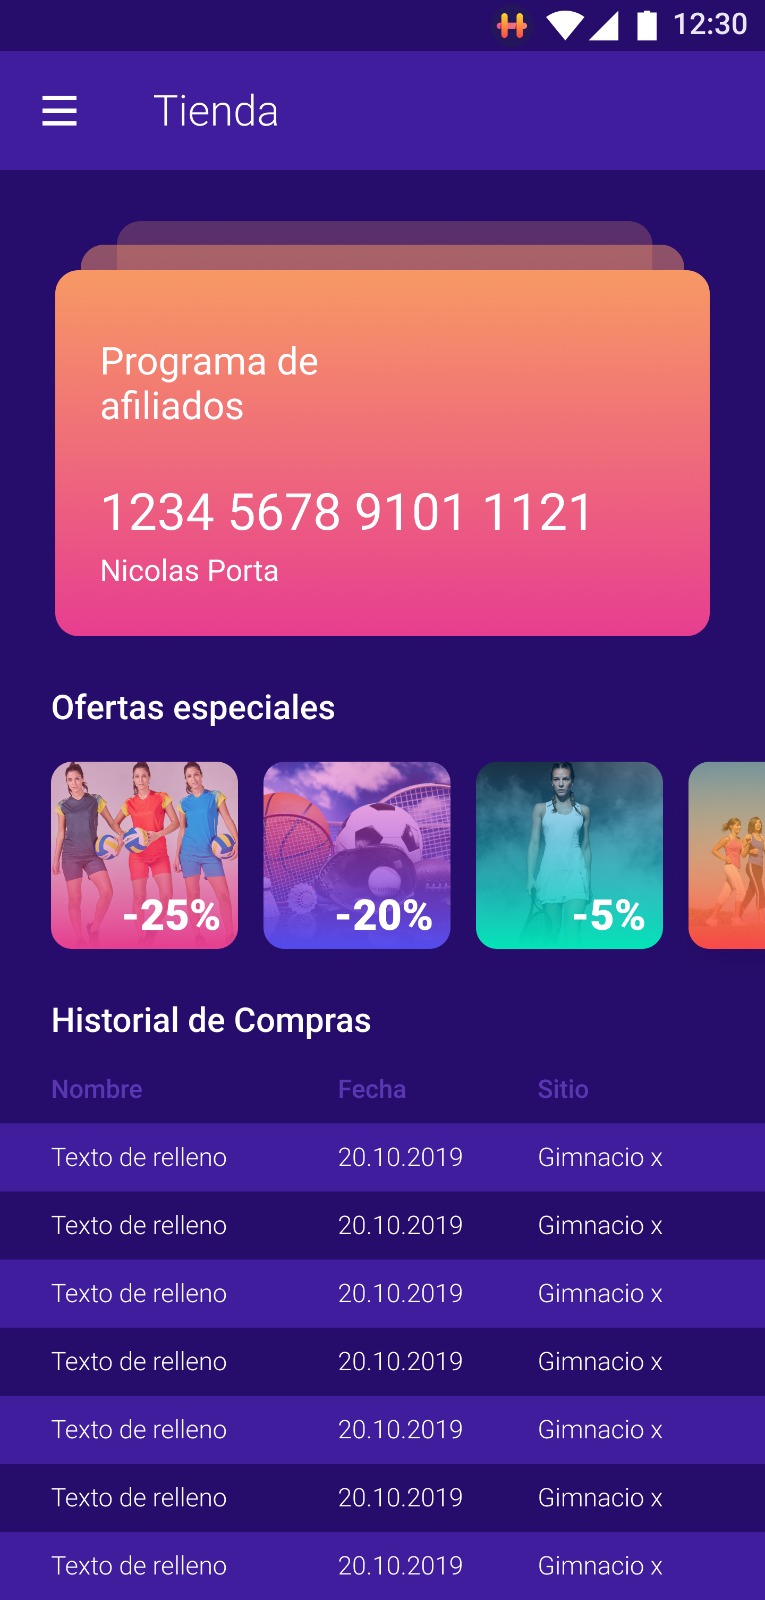 12:30
Tienda
Programa de
afiliados
1234 5678 9101 1121
Nicolas Porta
Ofertas especiales
-25% -20% -5%
Historial de Compras
Nombre Fecha Sitio
Texto de relleno 20.10.2019 Gimnacio x
Texto de relleno 20.10.2019 Gimnacio x
Texto de relleno 20.10.2019 Gimnacio x
Texto de relleno 20.10.2019 Gimnacio x
Texto de relleno 20.10.2019 Gimnacio x
Texto de relleno 20.10.2019 Gimnacio x
Texto de relleno 20.10.2019 Gimnacio x